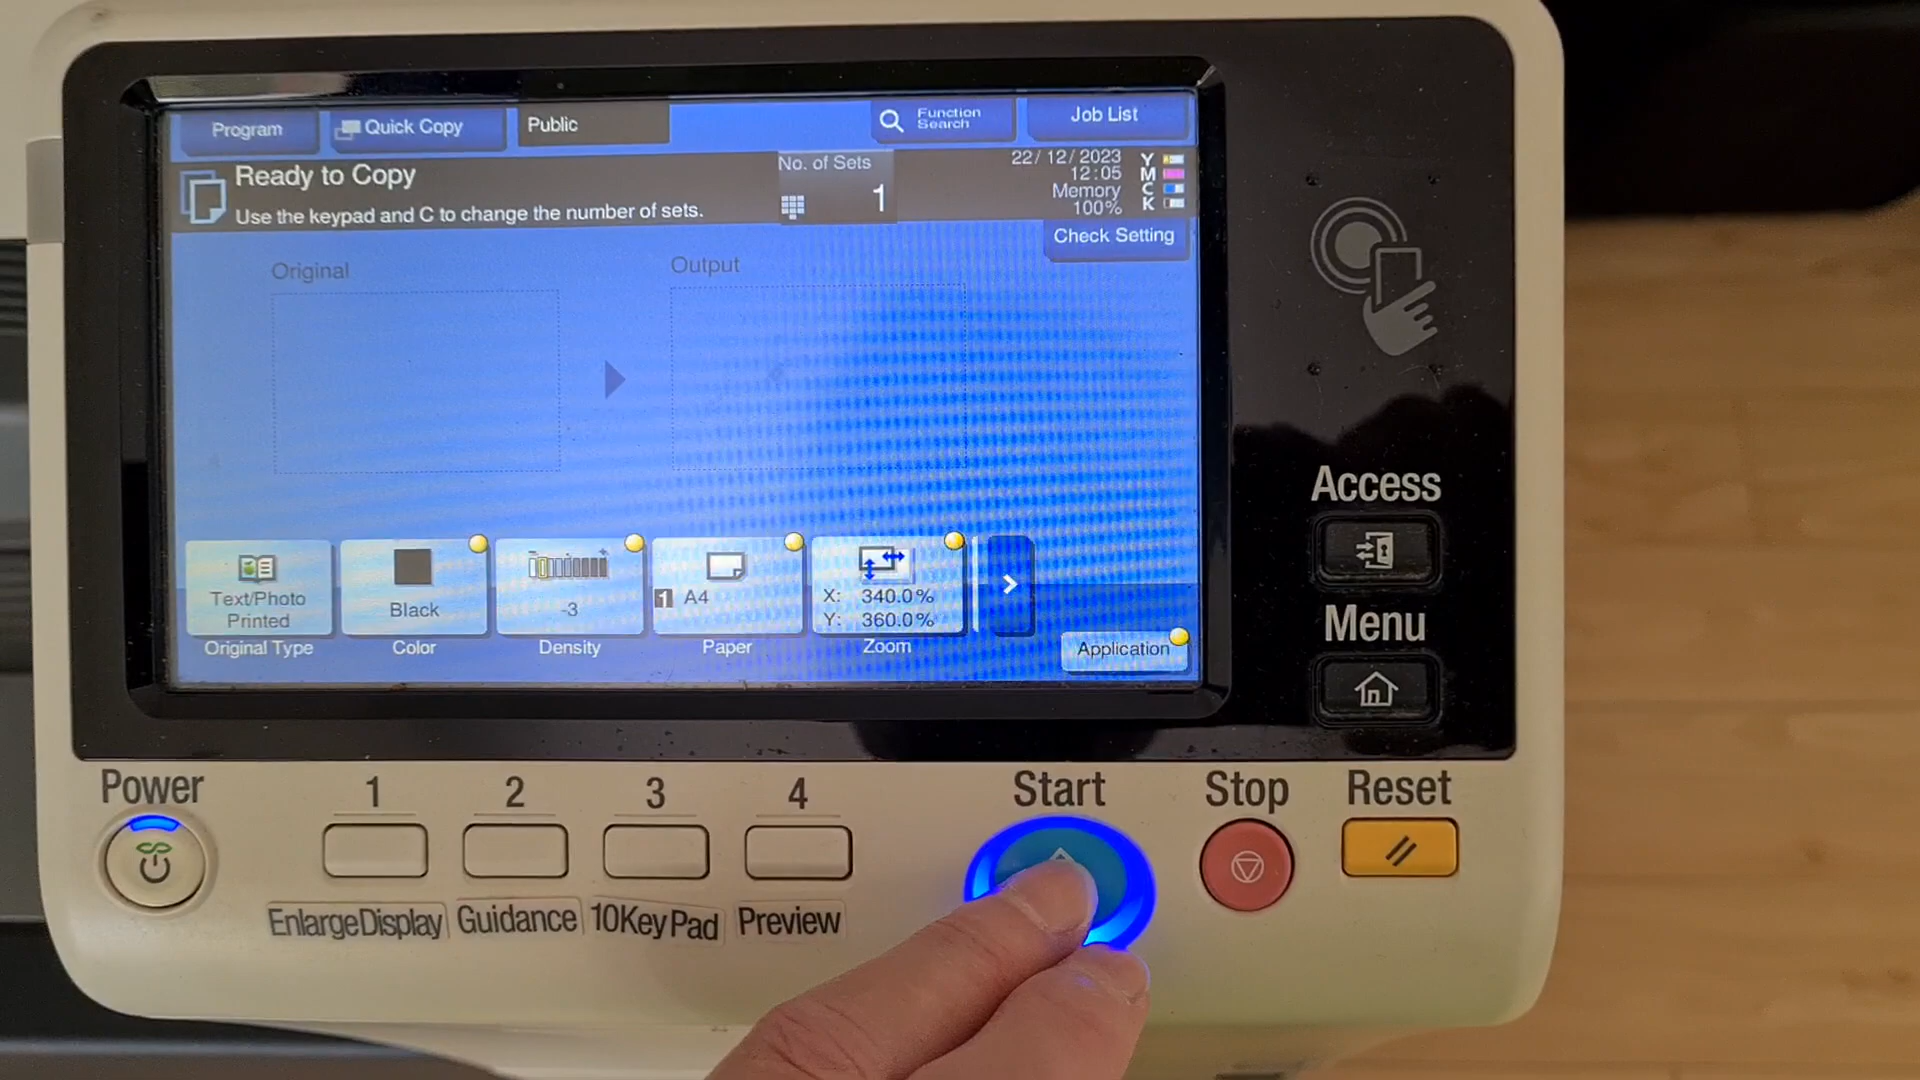 Program
Quick Copy
Public
Function
Search
Job List
Ready to Copy
Use the keypad and C to change the number of sets.
No. of Sets
1
22/12/2023
12:05
Memory
100%
Y
M
C
K
Check Setting
Original
Output
Text/Photo
Printed
Original Type
Black
Color
-3
Density
1 A4
Paper
X: 340.0%
Y: 360.0%
Zoom
Application
Access
Menu
Power
1
2
3
4
Start
Stop
Reset
EnlargeDisplay
Guidance
10KeyPad
Preview